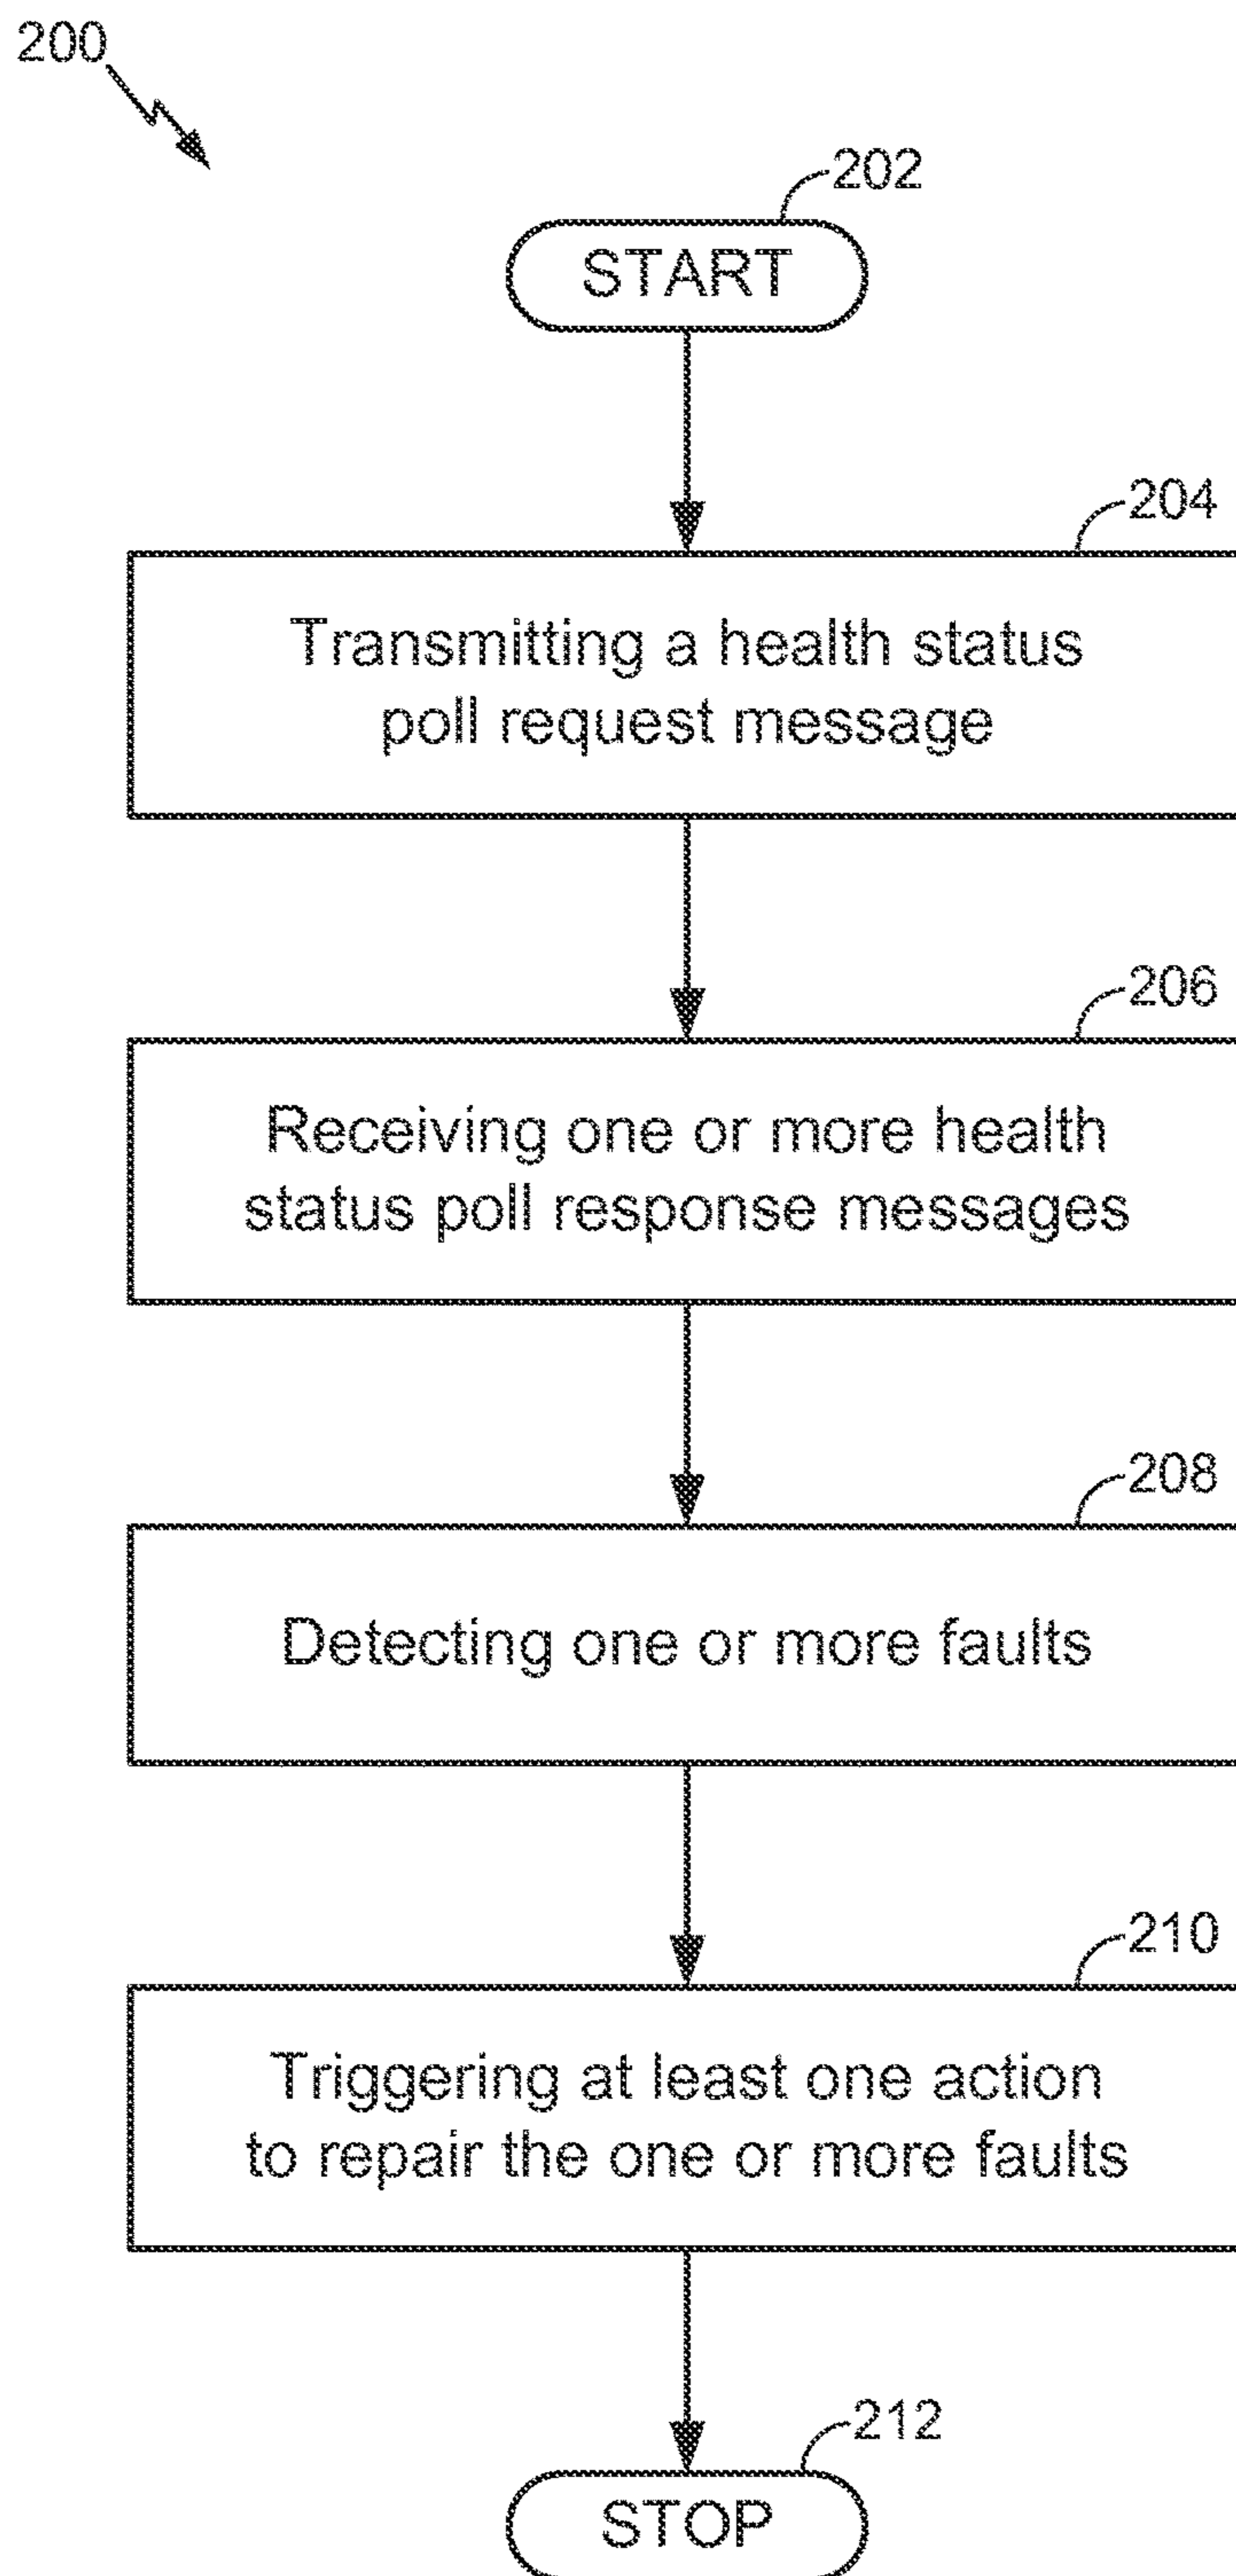 200
202
START
204
Transmitting a health status
poll request message
206
Receiving one or more health
status poll response messages
208
Detecting one or more faults
210
Triggering at least one action
to repair the one or more faults
212
STOP